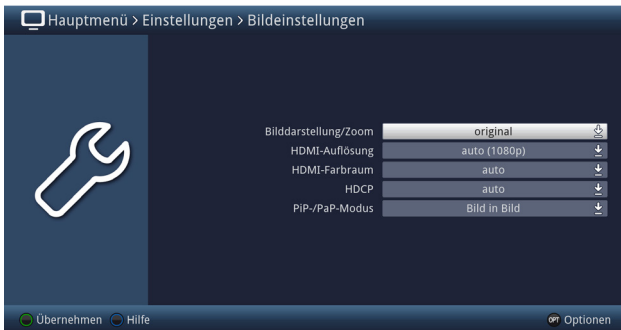 Hauptmenü > Einstellungen > Bildeinstellungen
Bilddarstellung/Zoom original
HDMI-Auflösung auto (1080p)
HDMI-Farbraum auto
HDCP auto
PiP-/PaP-Modus Bild in Bild
Übernehmen Hilfe OPT Optionen